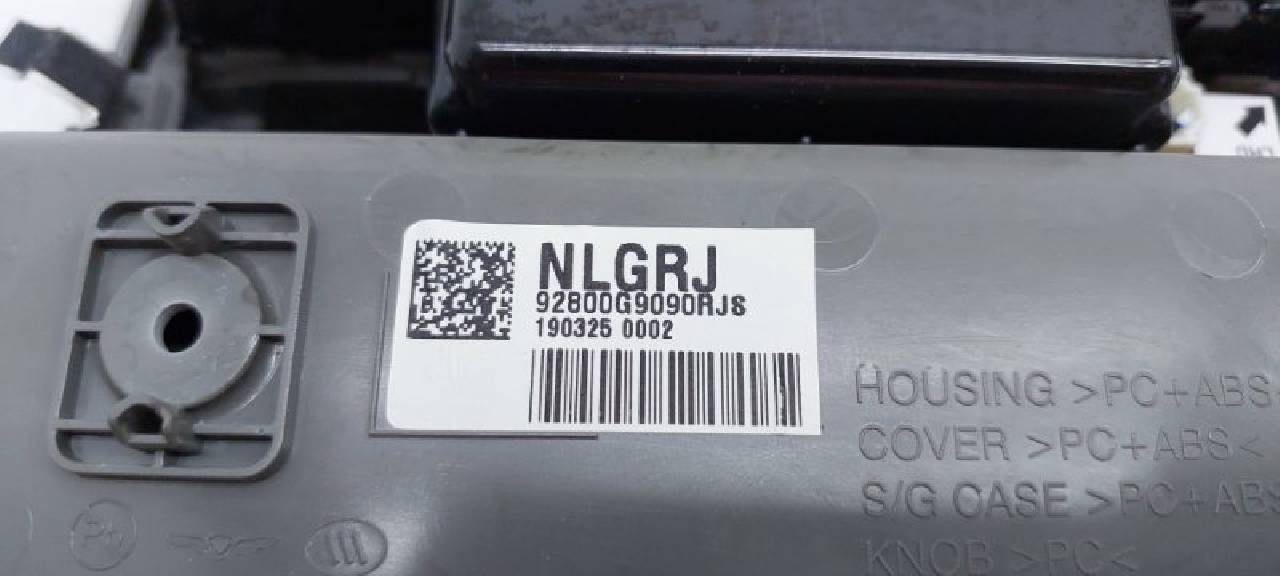 NLGRJ
92800G9090RJS
190325 0002
HOUSING >PC+ABS<
COVER >PC+ABS<
S/G CASE >PC+ABS
KNOB >PC<